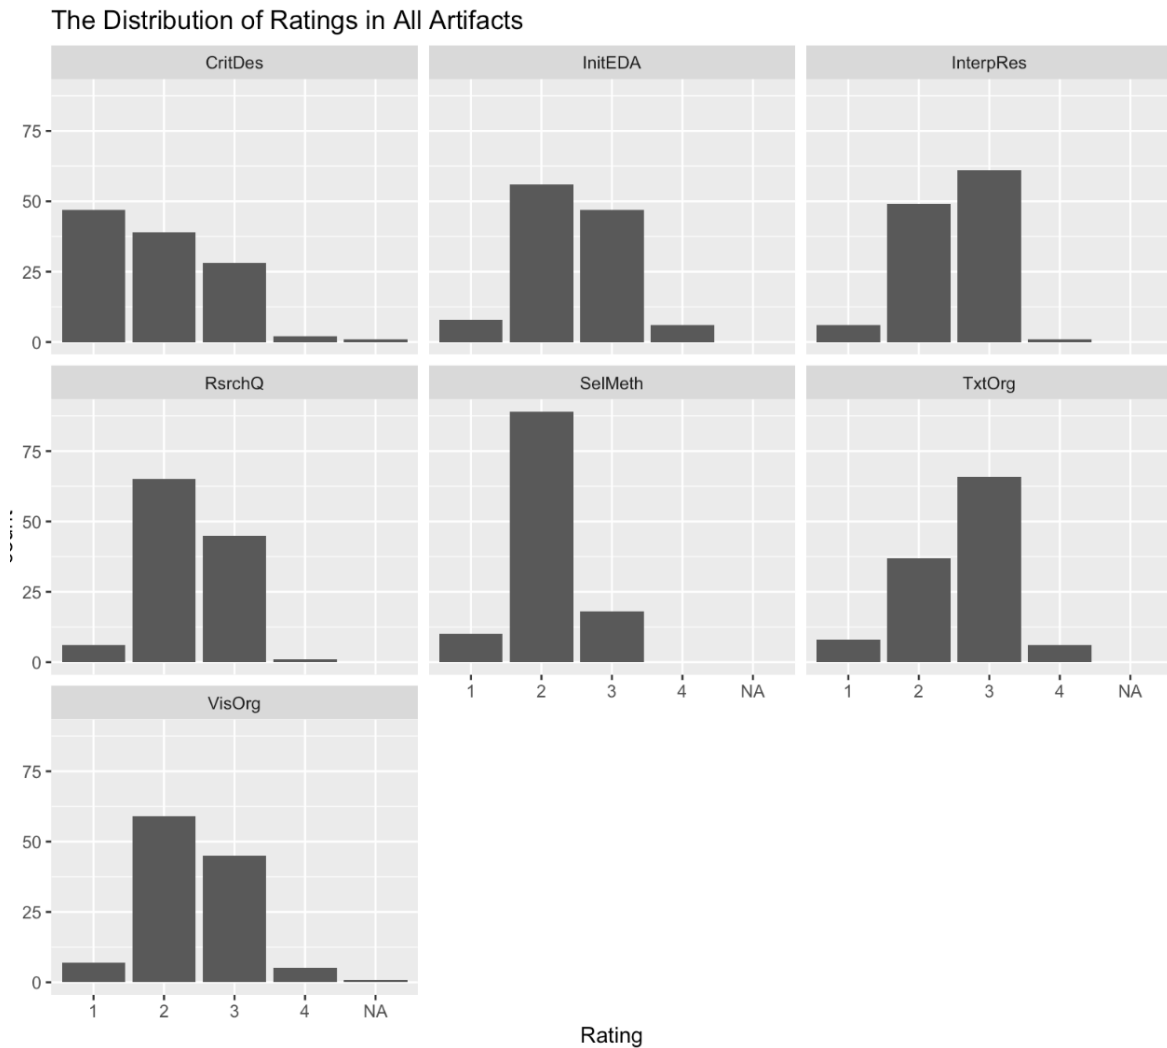 The Distribution of Ratings in All Artifacts
CritDes InitEDA InterpRes
75
50
25
0
RsrchQ SelMeth TxtOrg
75
50
25
0
1 2 3 4 NA 1 2 3 4 NA
VisOrg
75
50
25
0
1 2 3 4 NA
Rating